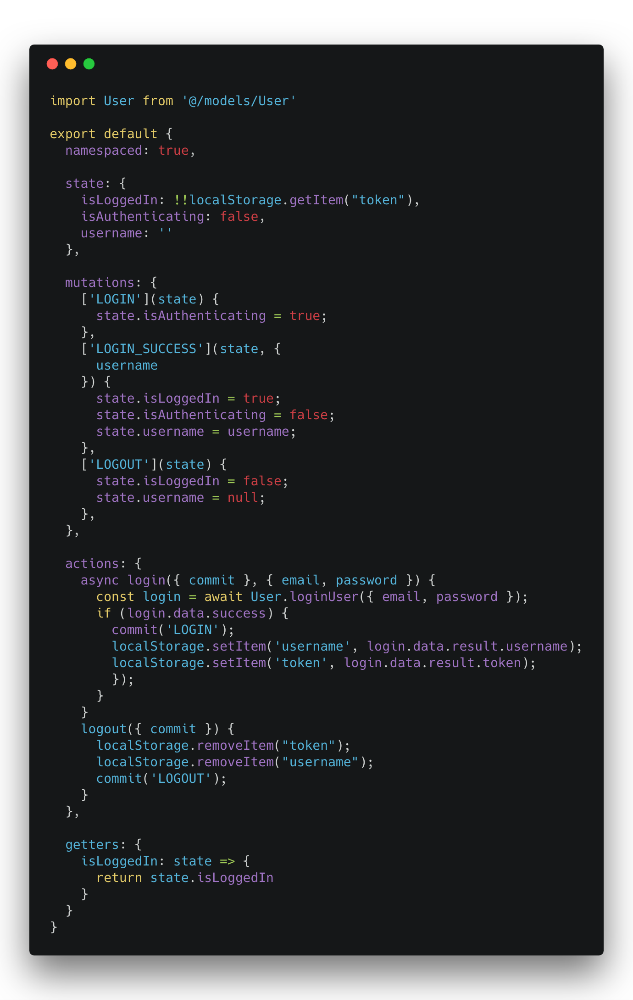 import User from '@/models/User'

export default {
  namespaced: true,

  state: {
    isLoggedIn: !!localStorage.getItem("token"),
    isAuthenticating: false,
    username: ''
  },

  mutations: {
    ['LOGIN'](state) {
      state.isAuthenticating = true;
    },
    ['LOGIN_SUCCESS'](state, {
      username
    }) {
      state.isLoggedIn = true;
      state.isAuthenticating = false;
      state.username = username;
    },
    ['LOGOUT'](state) {
      state.isLoggedIn = false;
      state.username = null;
    },
  },

  actions: {
    async login({ commit }, { email, password }) {
      const login = await User.loginUser({ email, password });
      if (login.data.success) {
        commit('LOGIN');
        localStorage.setItem('username', login.data.result.username);
        localStorage.setItem('token', login.data.result.token);
        });
      }
    }
    logout({ commit }) {
      localStorage.removeItem("token");
      localStorage.removeItem("username");
      commit('LOGOUT');
    }
  },

  getters: {
    isLoggedIn: state => {
      return state.isLoggedIn
    }
  }
}